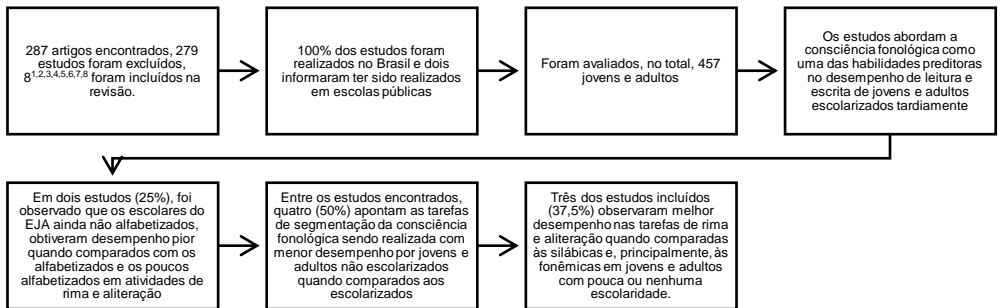 287 artigos encontrados, 279
estudos foram excluídos,
8¹,²,³,⁴,⁵,⁶,⁷,⁸ foram incluídos na
revisão.
100% dos estudos foram
realizados no Brasil e dois
informaram ter sido realizados
em escolas públicas
Foram avaliados, no total, 457
jovens e adultos
Os estudos abordam a
consciência fonológica como
uma das habilidades preditoras
no desempenho de leitura e
escrita de jovens e adultos
escolarizados tardiamente
Em dois estudos (25%), foi
observado que os escolares do
EJA ainda não alfabetizados,
obtiveram desempenho pior
quando comparados com os
alfabetizados e os poucos
alfabetizados em atividades de
rima e aliteração
Entre os estudos encontrados,
quatro (50%) apontam as tarefas
de segmentação da consciência
fonológica sendo realizada com
menor desempenho por jovens e
adultos não escolarizados
quando comparados aos
escolarizados
Três dos estudos incluídos
(37,5%) observaram melhor
desempenho nas tarefas de rima
e aliteração quando comparadas
às silábicas e, principalmente, às
fonêmicas em jovens e adultos
com pouca ou nenhuma
escolaridade.